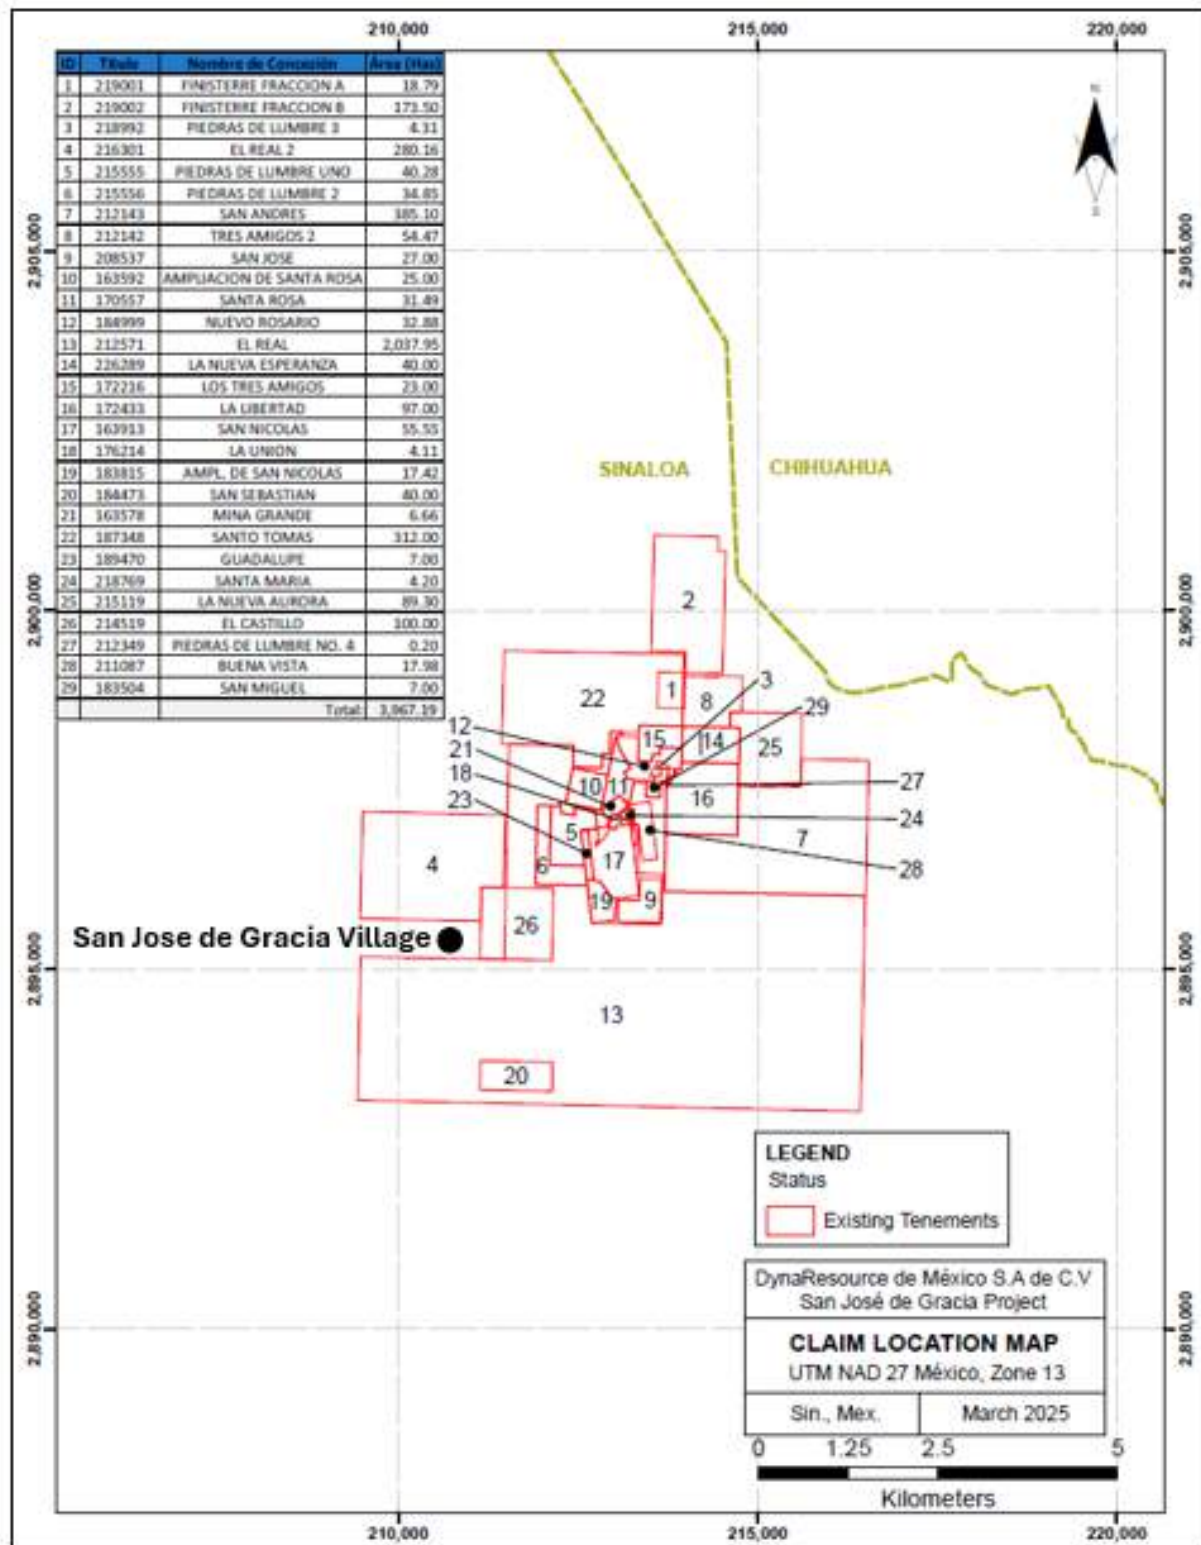 210,000 215,000 220,000
ID Título Nombre de Concesión Área (Has)
1 219001 FINISTERRE FRACCION A 18.79
2 219002 FINISTERRE FRACCION B 173.50
3 218992 PIEDRAS DE LUMBRE 3 4.31
4 216301 EL REAL 2 280.16
5 215555 PIEDRAS DE LUMBRE UNO 40.28
6 215556 PIEDRAS DE LUMBRE 2 34.85
7 212143 SAN ANDRES 385.10
8 212142 TRES AMIGOS 2 54.47
9 208537 SAN JOSE 27.00
10 163592 AMPLIACION DE SANTA ROSA 25.00
11 170557 SANTA ROSA 31.49
12 184999 NUEVO ROSARIO 32.88
13 212571 EL REAL 2,037.95
14 226289 LA NUEVA ESPERANZA 40.00
15 172216 LOS TRES AMIGOS 23.00
16 172433 LA LIBERTAD 97.00
17 163913 SAN NICOLAS 55.55
18 176214 LA UNION 4.11
19 183815 AMPL. DE SAN NICOLAS 17.42
20 184473 SAN SEBASTIAN 40.00
21 163578 MINA GRANDE 6.66
22 187348 SANTO TOMAS 312.00
23 189470 GUADALUPE 7.00
24 218769 SANTA MARIA 4.20
25 215119 LA NUEVA AURORA 89.30
26 214519 EL CASTILLO 100.00
27 212349 PIEDRAS DE LUMBRE NO. 4 0.20
28 211087 BUENA VISTA 17.98
29 183504 SAN MIGUEL 7.00
Total: 3,967.19
N
S
2,905,000 2,905,000
SINALOA CHIHUAHUA
2,900,000 2,900,000
2
1
3
22
8
29
12
15
14
25
21
27
10
11
16
18
24
23
5
7
28
4
6
17
19
9
26
San Jose de Gracia Village
2,895,000 2,895,000
13
20
LEGEND
Status
Existing Tenements
DynaResource de México S.A de C.V
San José de Gracia Project
2,890,000 2,890,000
CLAIM LOCATION MAP
UTM NAD 27 México, Zone 13
Sin., Mex. March 2025
0 1.25 2.5 5
Kilometers
210,000 215,000 220,000